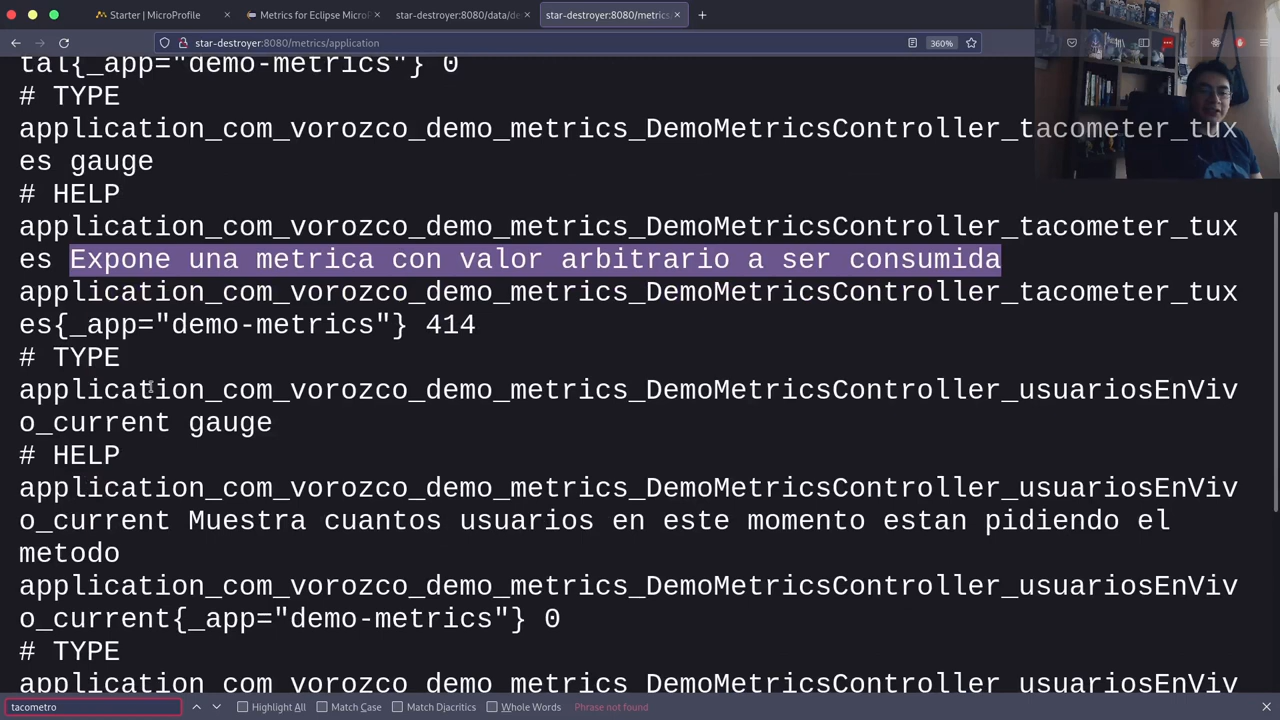 Starter | MicroProfile
Metrics for Eclipse MicroP
star-destroyer:8080/data/de
star-destroyer:8080/metrics
star-destroyer:8080/metrics/application
360%
tal{_app="demo-metrics"} 0
# TYPE
application_com_vorozco_demo_metrics_DemoMetricsController_tacometer_tux
es gauge
# HELP
application_com_vorozco_demo_metrics_DemoMetricsController_tacometer_tux
es Expone una metrica con valor arbitrario a ser consumida
application_com_vorozco_demo_metrics_DemoMetricsController_tacometer_tux
es{_app="demo-metrics"} 414
# TYPE
application_com_vorozco_demo_metrics_DemoMetricsController_usuariosEnViv
o_current gauge
# HELP
application_com_vorozco_demo_metrics_DemoMetricsController_usuariosEnViv
o_current Muestra cuantos usuarios en este momento estan pidiendo el
metodo
application_com_vorozco_demo_metrics_DemoMetricsController_usuariosEnViv
o_current{_app="demo-metrics"} 0
# TYPE
application_com_vorozco_demo_metrics_DemoMetricsController_usuariosEnViv
tacometro
Highlight All
Match Case
Match Diacritics
Whole Words
Phrase not found